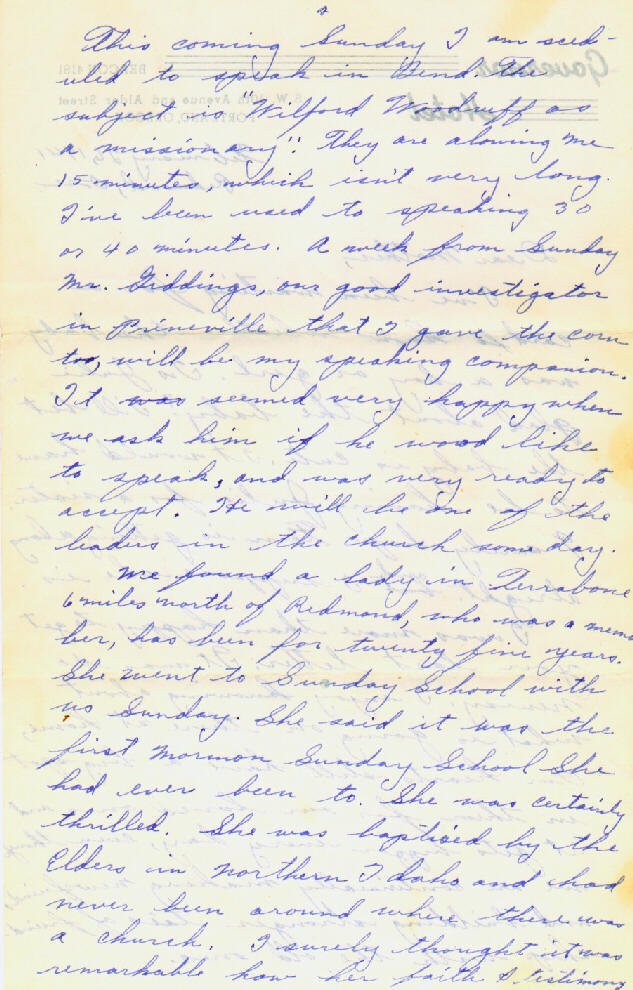 This coming Sunday I am sced-
uled to speak in Bend the
subject is "Wilford Woodruff as
a missionary". They are alowing me
15 minutes, which isn't very long.
I've been used to speaking 30
or 40 minutes. A week from Sunday
Mr. Giddings, our good investigator
in Prineville that I gave the corn
to, will be my speaking companion.
It was seemed very happy when
we ask him if he wood like
to speak, and was very ready to
accept. He will be one of the
leaders in the church some day.
We found a lady in Terrabone
6 miles north of Redmond, who was a mem
ber, has been for twenty five years.
She went to Sunday School with
us Sunday. She said it was the
first Mormon Sunday School She
had ever been to. She was certainly
thrilled. She was baptised by the
Elders in northern Idaho and had
never been around where there was
a church. I surely thought it was
remarkable how her faith & testimony